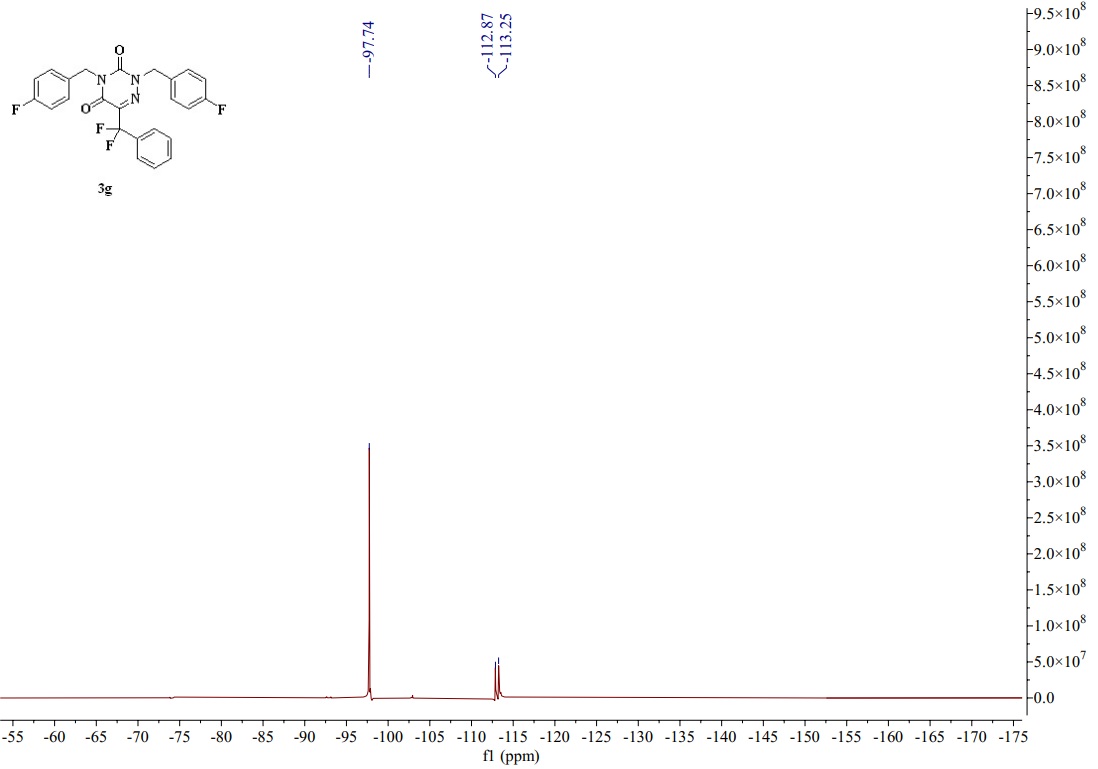 -97.74
-112.87
-113.25
O
N
N
N
O
F
F
F
F
3g
9.5×10⁸
9.0×10⁸
8.5×10⁸
8.0×10⁸
7.5×10⁸
7.0×10⁸
6.5×10⁸
6.0×10⁸
5.5×10⁸
5.0×10⁸
4.5×10⁸
4.0×10⁸
3.5×10⁸
3.0×10⁸
2.5×10⁸
2.0×10⁸
1.5×10⁸
1.0×10⁸
5.0×10⁷
0.0
-55 -60 -65 -70 -75 -80 -85 -90 -95 -100 -105 -110 -115 -120 -125 -130 -135 -140 -145 -150 -155 -160 -165 -170 -175
f1 (ppm)